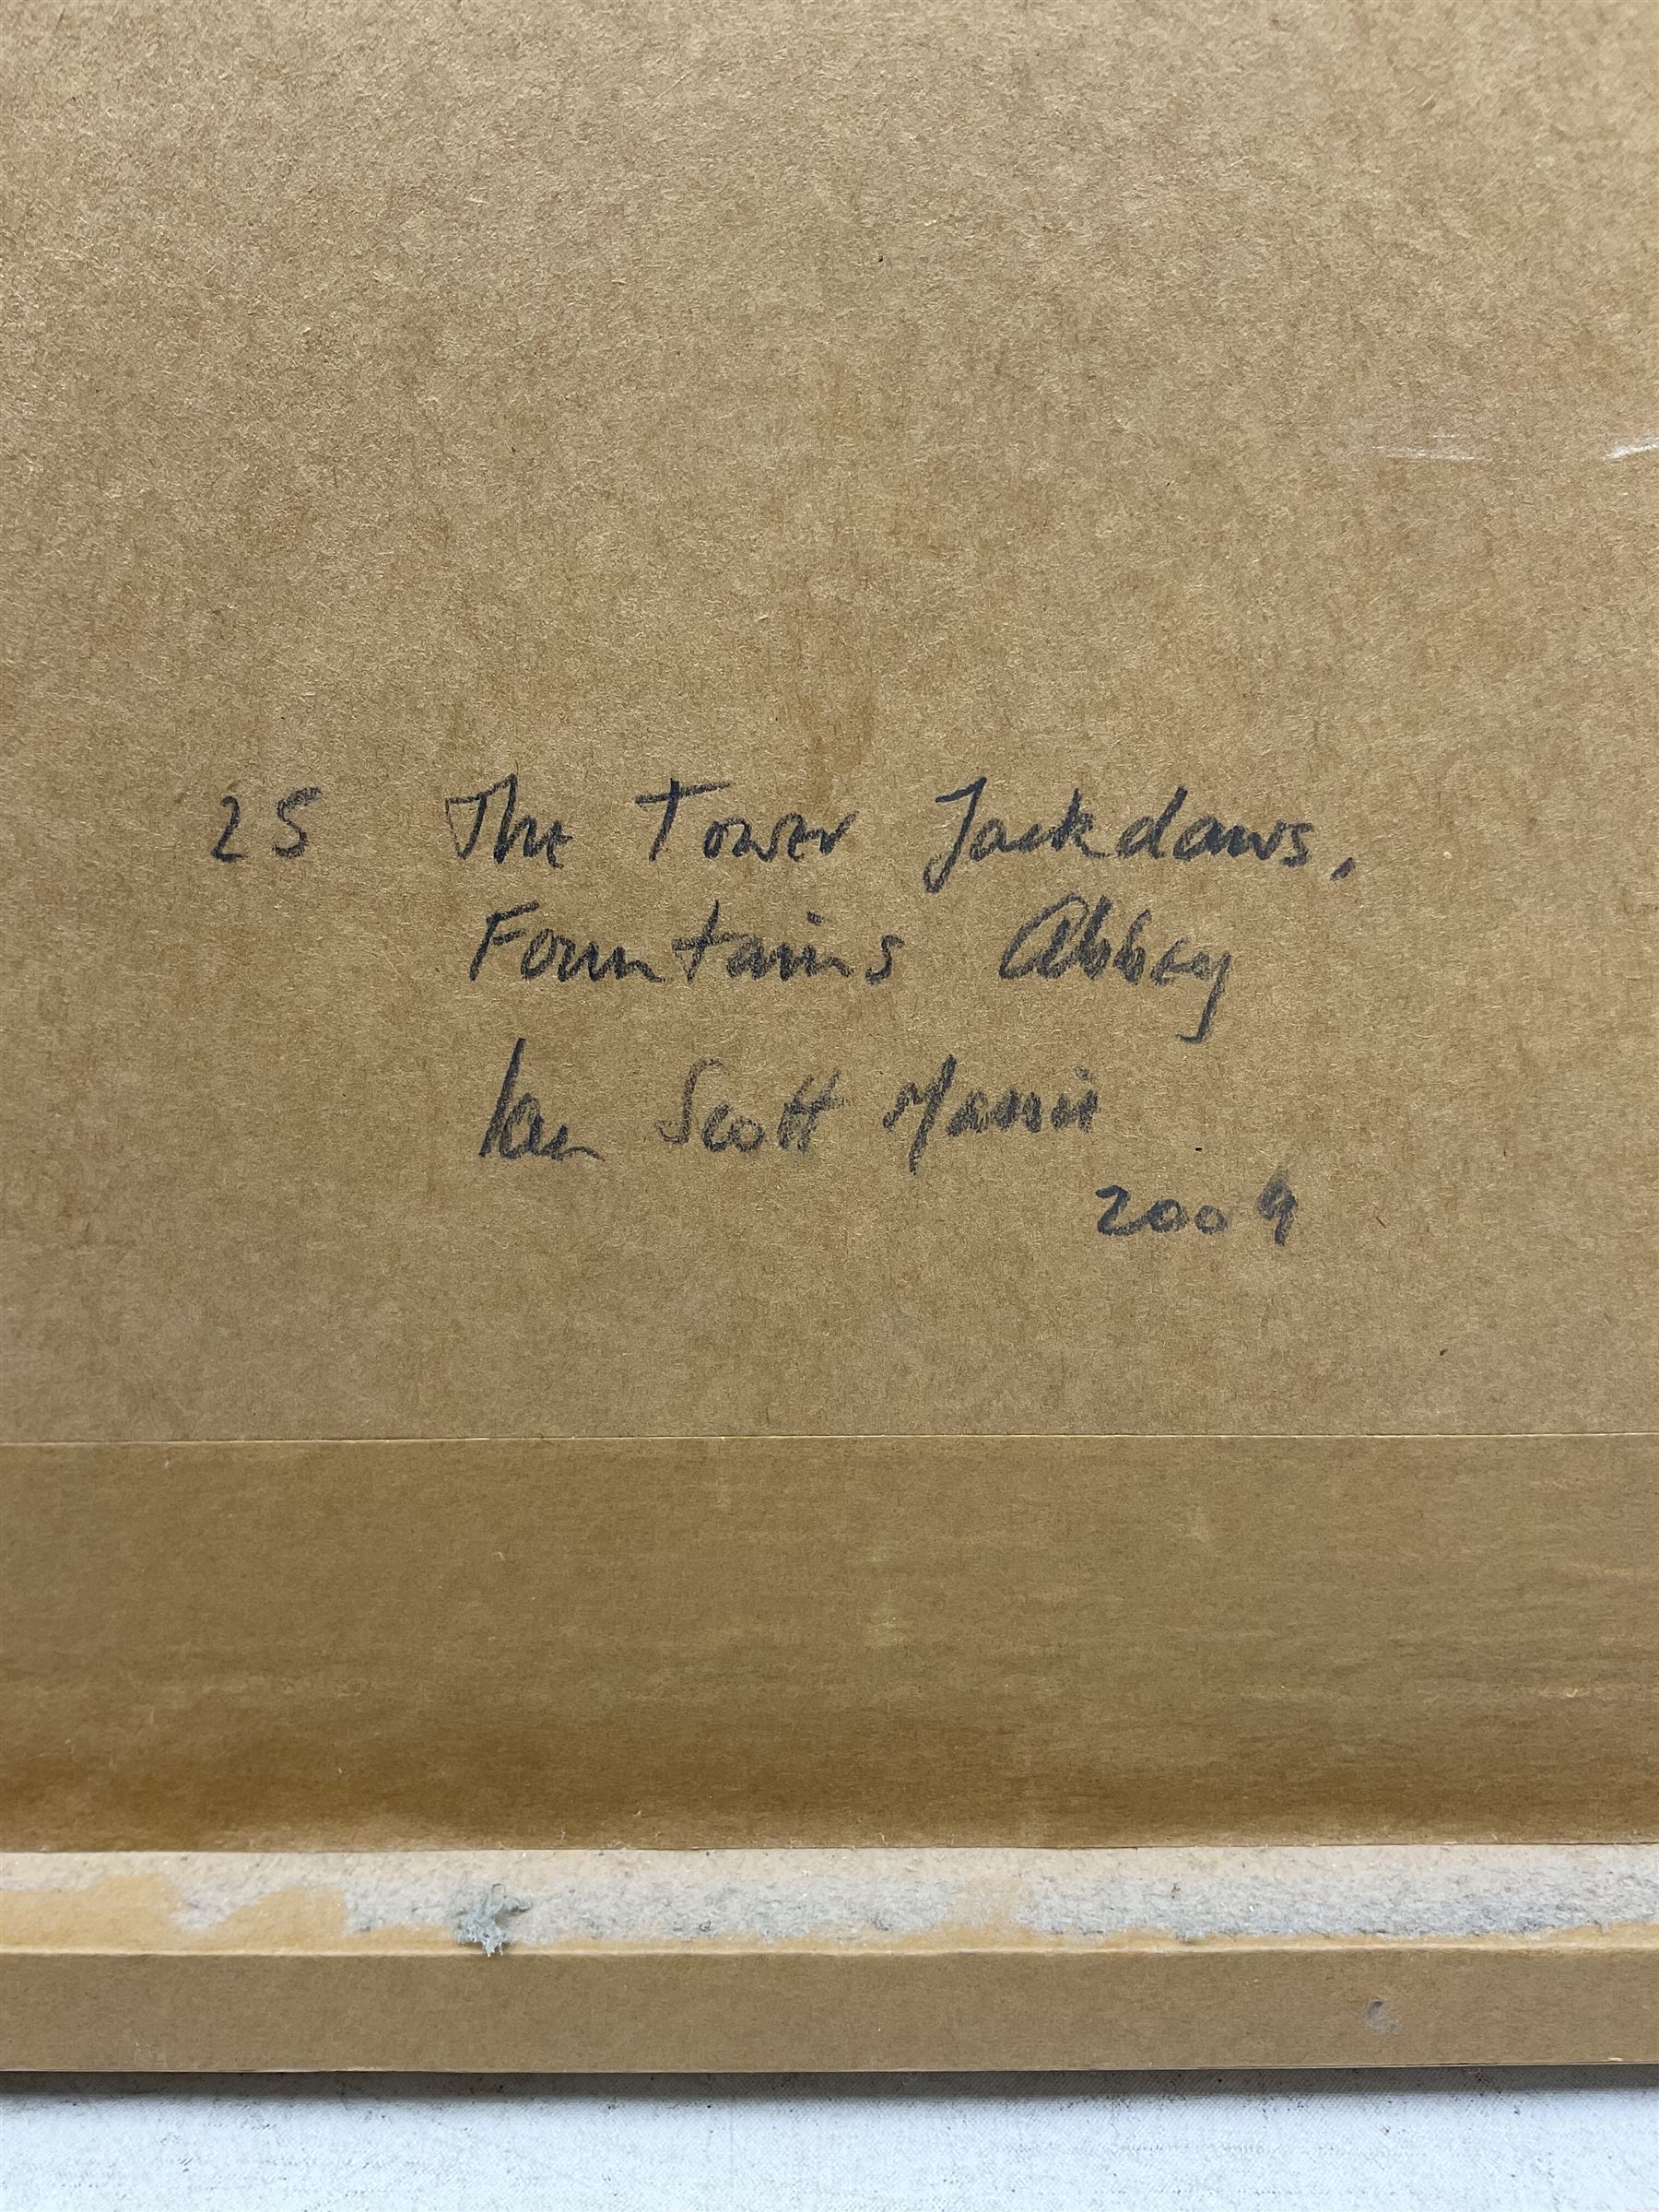 25 The Tower Jackdaws,
Fountains Abbey
Ian Scott Massie
2009